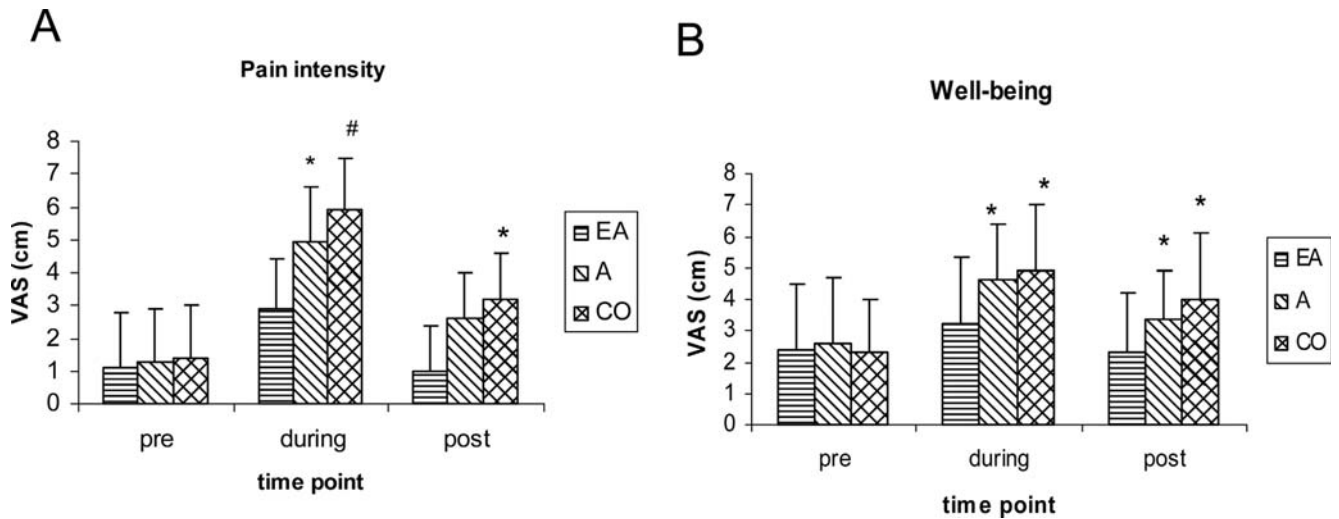 A
Pain intensity
8
7
6
5
4
3
2
1
0
VAS (cm)
*
#
*
pre
during
post
time point
EA
A
CO
B
Well-being
8
7
6
5
4
3
2
1
0
VAS (cm)
*
*
*
*
pre
during
post
time point
EA
A
CO